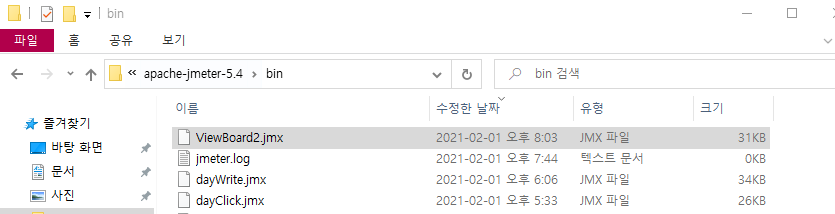 bin
파일 홈 공유 보기
« apache-jmeter-5.4 > bin bin 검색
이름 수정한 날짜 유형 크기
즐겨찾기
바탕 화면
문서
사진
ViewBoard2.jmx 2021-02-01 오후 8:03 JMX 파일 31KB
jmeter.log 2021-02-01 오후 7:44 텍스트 문서 0KB
dayWrite.jmx 2021-02-01 오후 6:06 JMX 파일 34KB
dayClick.jmx 2021-02-01 오후 5:33 JMX 파일 26KB